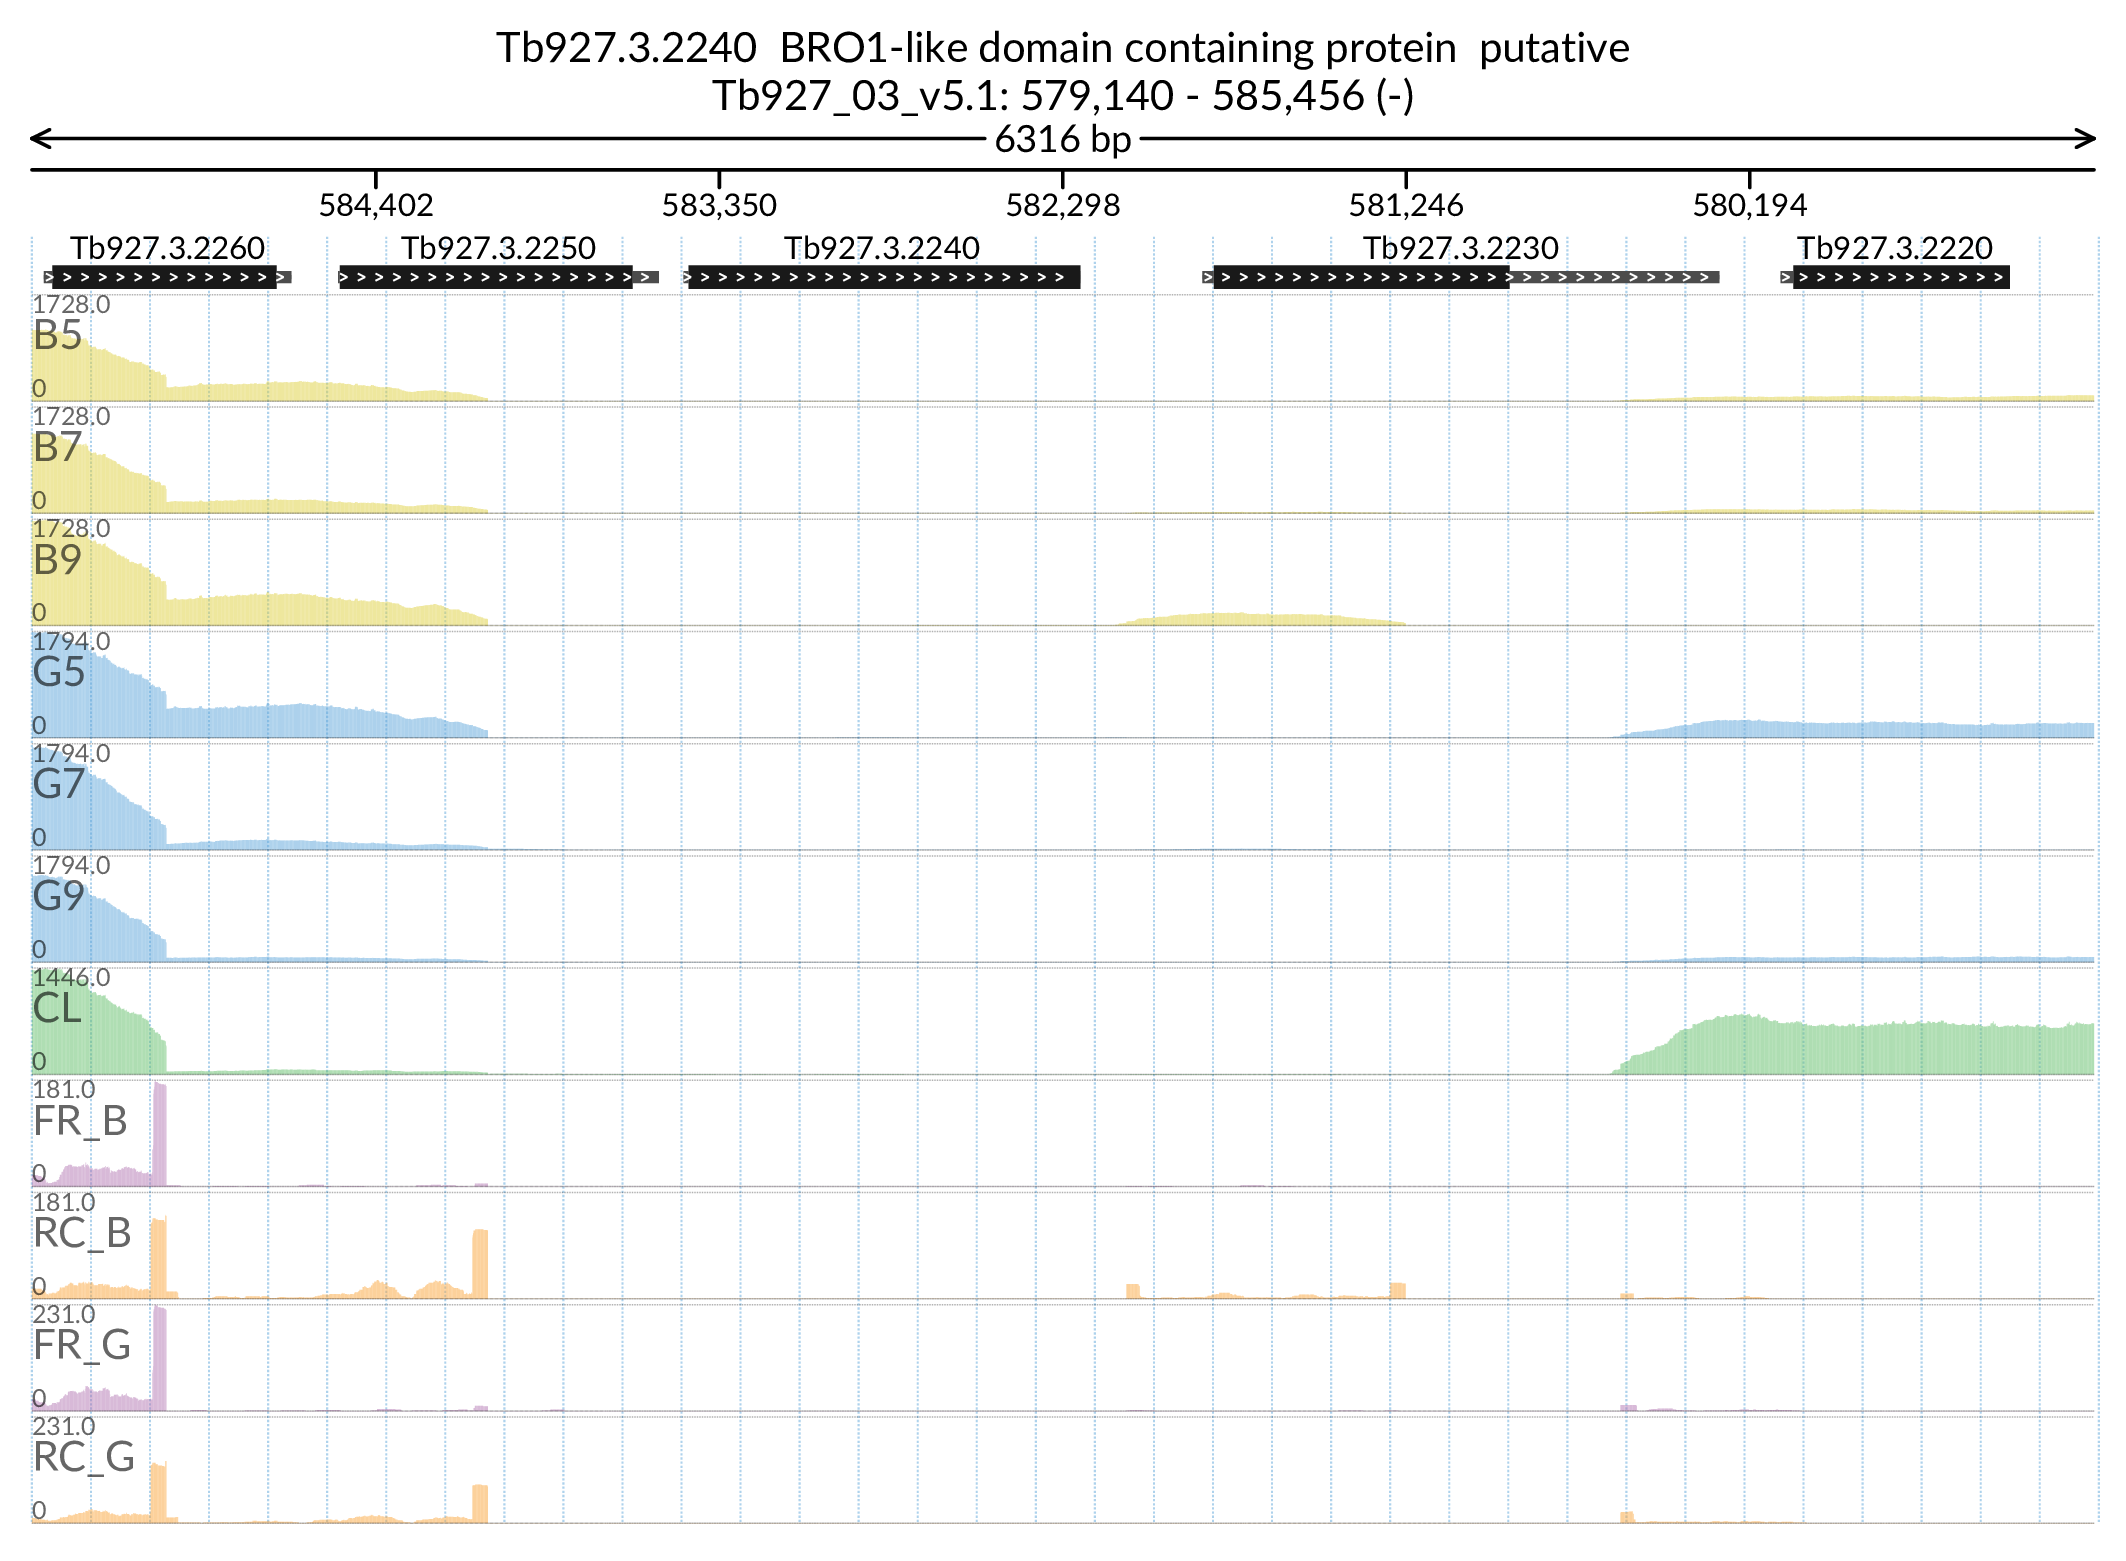 Tb927.3.2240  BRO1-like domain containing protein  putative
Tb927_03_v5.1: 579,140 - 585,456 (-)
6316 bp
584,402 583,350 582,298 581,246 580,194
Tb927.3.2260 Tb927.3.2250 Tb927.3.2240 Tb927.3.2230 Tb927.3.2220
1728.0
B5
0
1728.0
B7
0
1728.0
B9
0
1794.0
G5
0
1794.0
G7
0
1794.0
G9
0
1446.0
CL
0
181.0
FR_B
0
181.0
RC_B
0
231.0
FR_G
0
231.0
RC_G
0